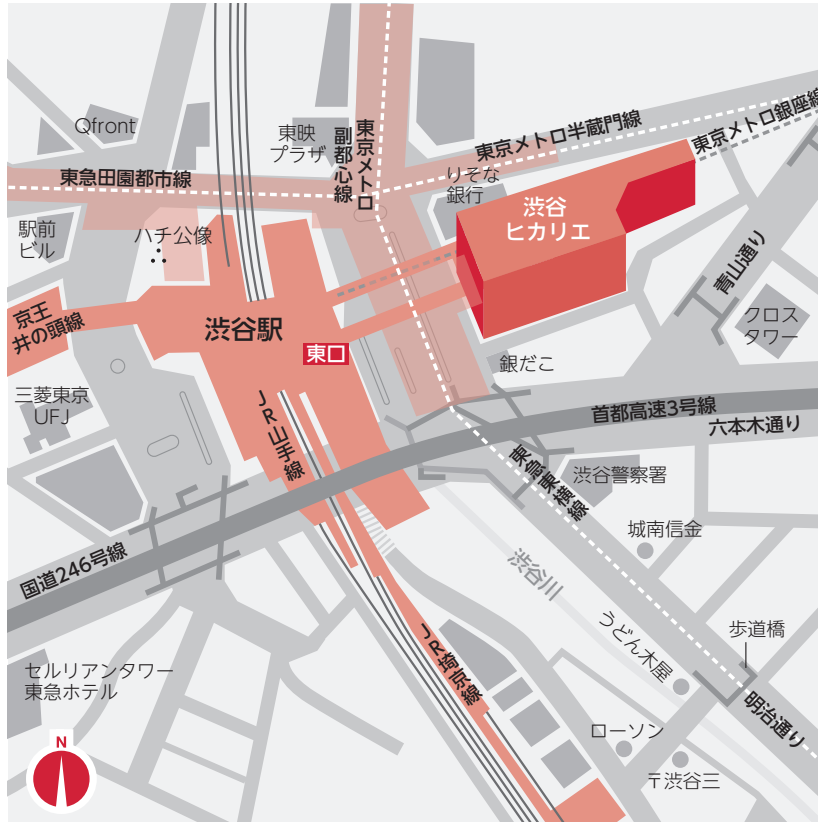 Qfront
東映
プラザ
東京メトロ
副都心線
東京メトロ半蔵門線
東京メトロ銀座線
東急田園都市線
りそな
銀行
渋谷
ヒカリエ
駅前
ビル
ハチ公像
青山通り
京王
井の頭線
渋谷駅
東口
クロス
タワー
銀だこ
三菱東京
UFJ
JR山手線
首都高速3号線
六本木通り
東急東横線
渋谷警察署
城南信金
国道246号線
渋谷川
うどん木屋
歩道橋
セルリアンタワー
東急ホテル
JR埼京線
明治通り
ローソン
〒渋谷三
N